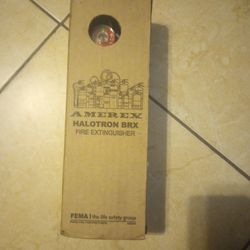 AMEREX
HALOTRON BRX
FIRE EXTINGUISHER
FEMA | the life safety group